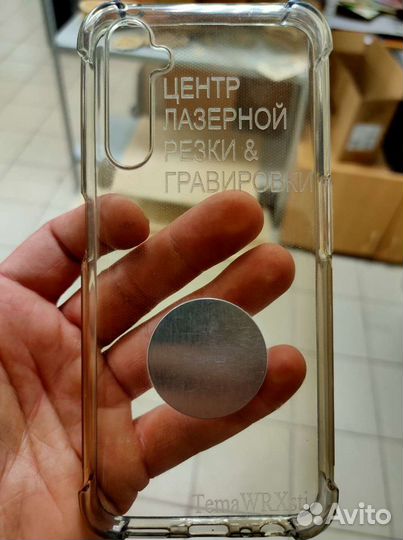 ЦЕНТР
ЛАЗЕРНОЙ
РЕЗКИ &
ГРАВИРОВКИ
TemaWRXsti
Avito